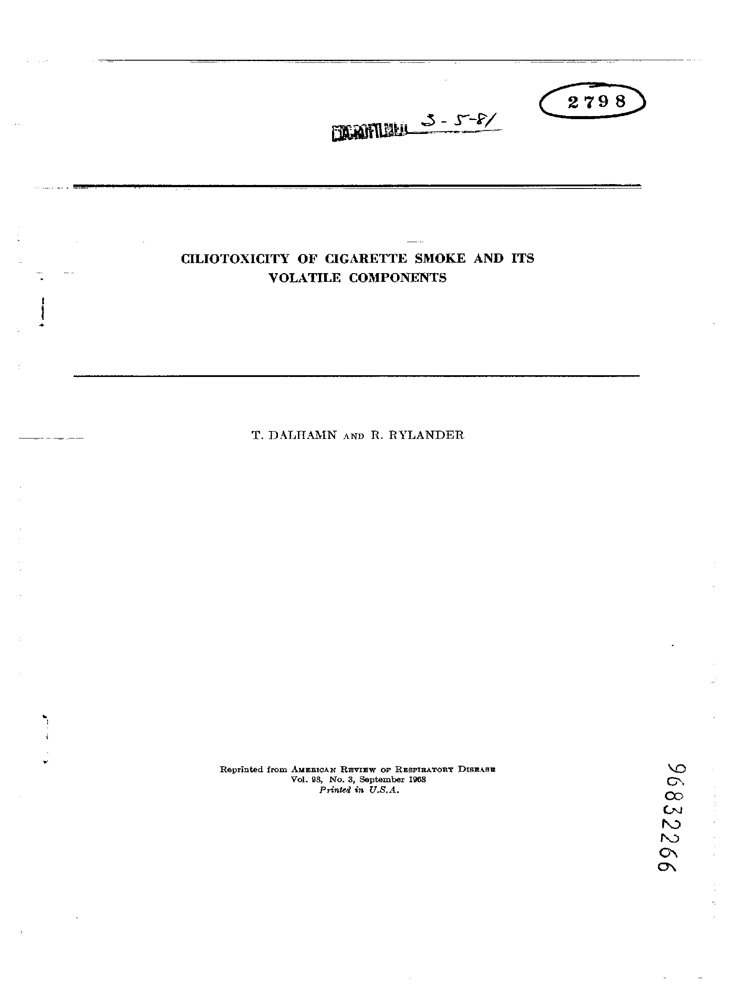 2798
MICROFILMED 3-5-81
CILIOTOXICITY OF CIGARETTE SMOKE AND ITS
VOLATILE COMPONENTS
T. DALHAMN AND R. RYLANDER
Reprinted from AMERICAN REVIEW OF RESPIRATORY DISEASE
Vol. 98, No. 3, September 1968
Printed in U.S.A.
96832266